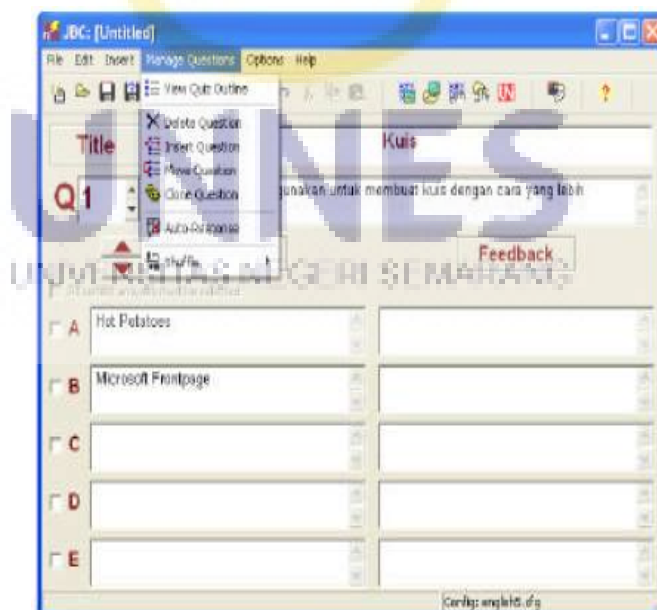 JBC: [Untitled]
File Edit Insert Manage Questions Options Help
View Quiz Outline
Delete Question
Title Insert Question Kuis
Move Question
Q 1 Clone Question gunakan untuk membuat kuis dengan cara yang lebih
Auto-Response
Shuffle Feedback
UNNES
UNIVERSITAS NEGERI SEMARANG
A Hot Potatoes
B Microsoft Frontpage
C
D
E
Config: english6.cfg